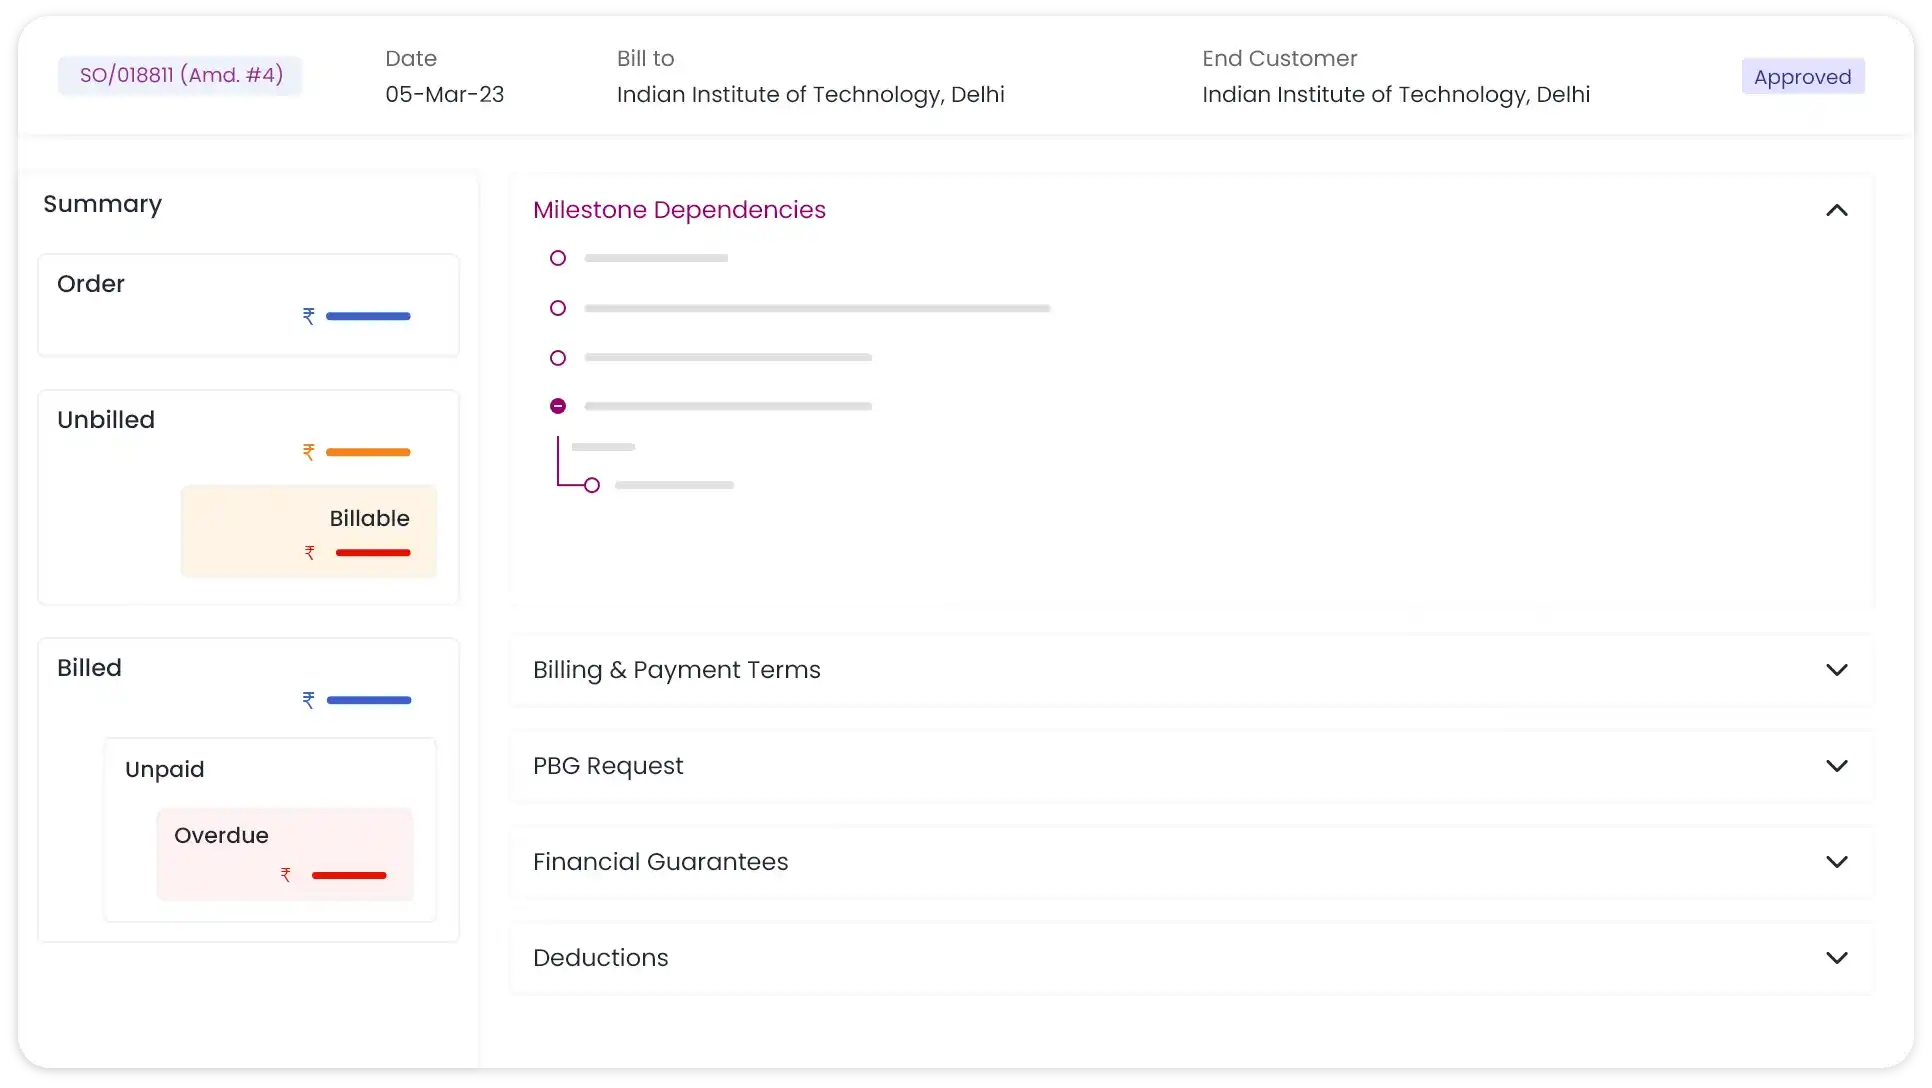 SO/018811 (Amd. #4)
Date
05-Mar-23
Bill to
Indian Institute of Technology, Delhi
End Customer
Indian Institute of Technology, Delhi
Approved
Summary
Order
₹
Unbilled
₹
Billable
₹
Billed
₹
Unpaid
Overdue
₹
Milestone Dependencies
Billing & Payment Terms
PBG Request
Financial Guarantees
Deductions